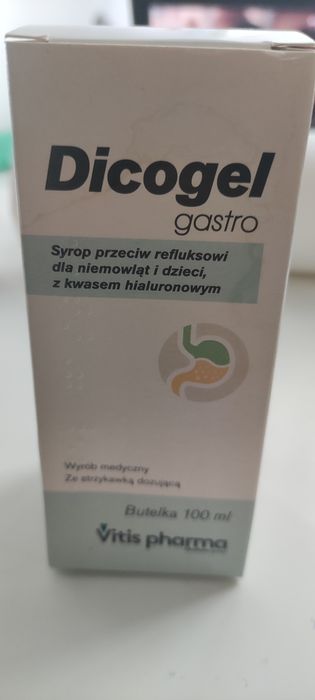 Dicogel
gastro
Syrop przeciw refluksowi
dla niemowląt i dzieci,
z kwasem hialuronowym
Wyrób medyczny
Ze strzykawką dozującą
Butelka 100 ml
Vitis pharma